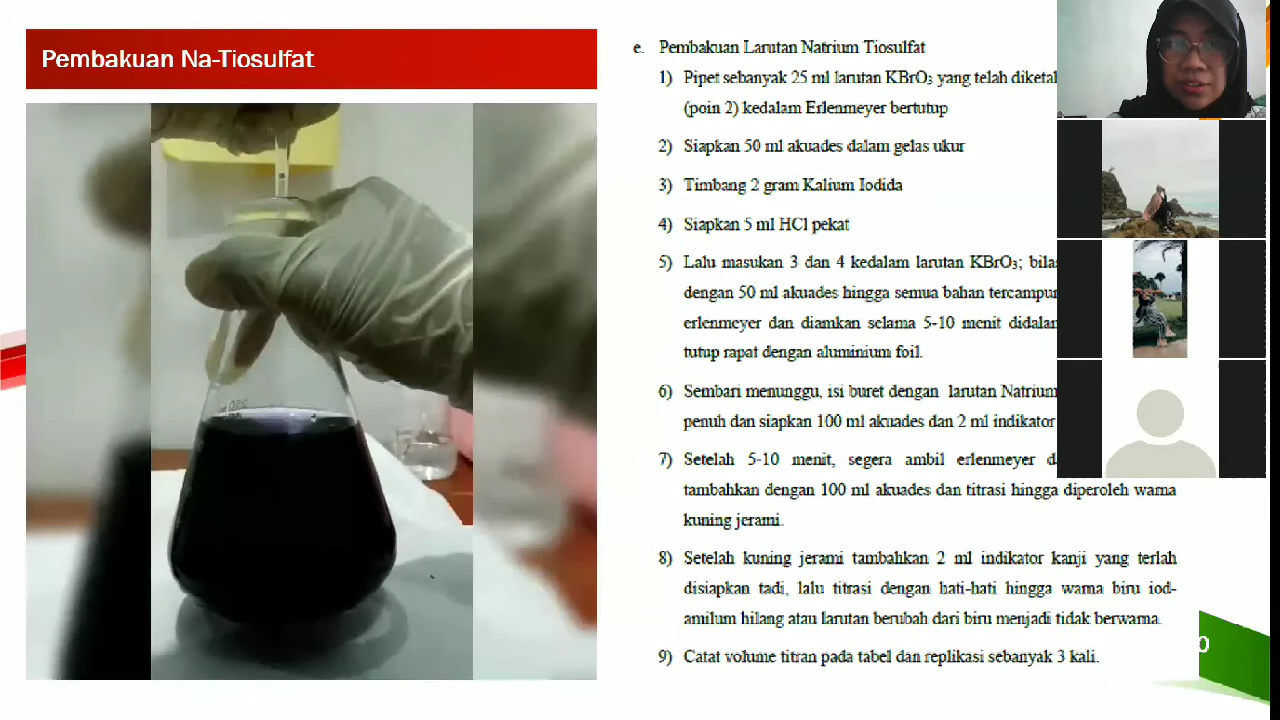 Pembakuan Na-Tiosulfat
e. Pembakuan Larutan Natrium Tiosulfat
1) Pipet sebanyak 25 ml larutan KBrO₃ yang telah
(poin 2) kedalam Erlenmeyer bertutup
2) Siapkan 50 ml akuades dalam gelas ukur
3) Timbang 2 gram Kalium Iodida
4) Siapkan 5 ml HCl pekat
5) Lalu masukan 3 dan 4 kedalam larutan KBrO₃; 
dengan 50 ml akuades hingga semua bahan
erlenmeyer dan diamkan selama 5-10 menit
tutup rapat dengan aluminium foil.
6) Sembari menunggu, isi buret dengan larutan Natrium
penuh dan siapkan 100 ml akuades dan 2 ml indikator
7) Setelah 5-10 menit, segera ambil erlenmeyer
tambahkan dengan 100 ml akuades dan titrasi hingga diperoleh warna
kuning jerami.
8) Setelah kuning jerami tambahkan 2 ml indikator kanji yang terlah
disiapkan tadi, lalu titrasi dengan hati-hati hingga warna biru iod-
amilum hilang atau larutan berubah dari biru menjadi tidak berwarna.
9) Catat volume titran pada tabel dan replikasi sebanyak 3 kali.
0